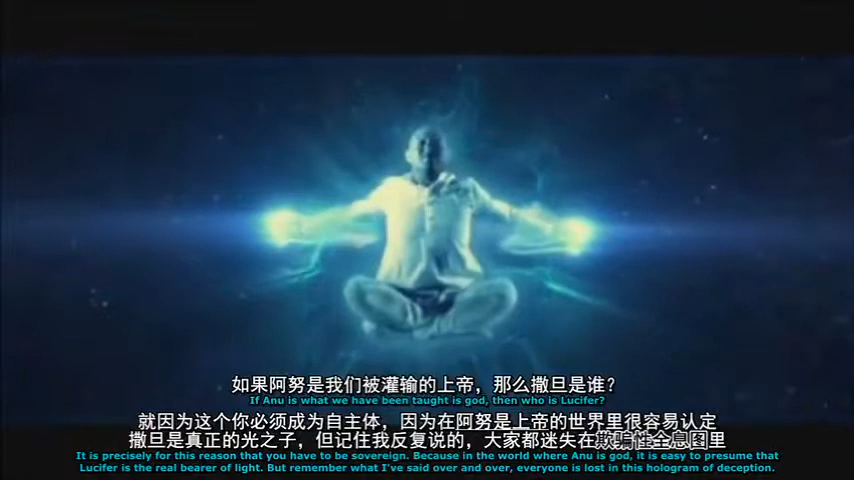 如果阿努是我们被灌输的上帝，那么撒旦是谁？
If Anu is what we have been taught is god, then who is Lucifer?
就因为这个你必须成为自主体，因为在阿努是上帝的世界里很容易认定
撒旦是真正的光之子，但记住我反复说的，大家都迷失在欺骗性全息图里
It is precisely for this reason that you have to be sovereign. Because in the world where Anu is god, it is easy to presume that
Lucifer is the real bearer of light. But remember what I've said over and over, everyone is lost in this hologram of deception.